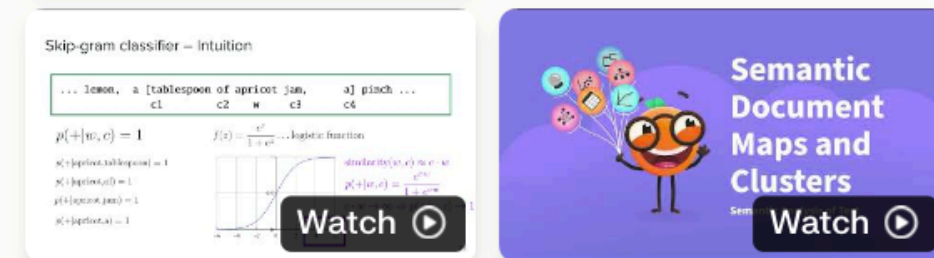 Skip-gram classifier – Intuition
... lemon, a [tablespoon of apricot jam, a] pinch ...
c1 c2 w c3 c4
p(+|w, c) = 1
f(z) = e^z / 1 + e^z ... logistic function
p(+|apricot, tablespoon) = 1
p(+|apricot, of) = 1
p(+|apricot, jam) = 1
p(+|apricot, a) = 1
similarity(w, c) ≈ c · w
Watch
Semantic
Document
Maps and
Clusters
Watch